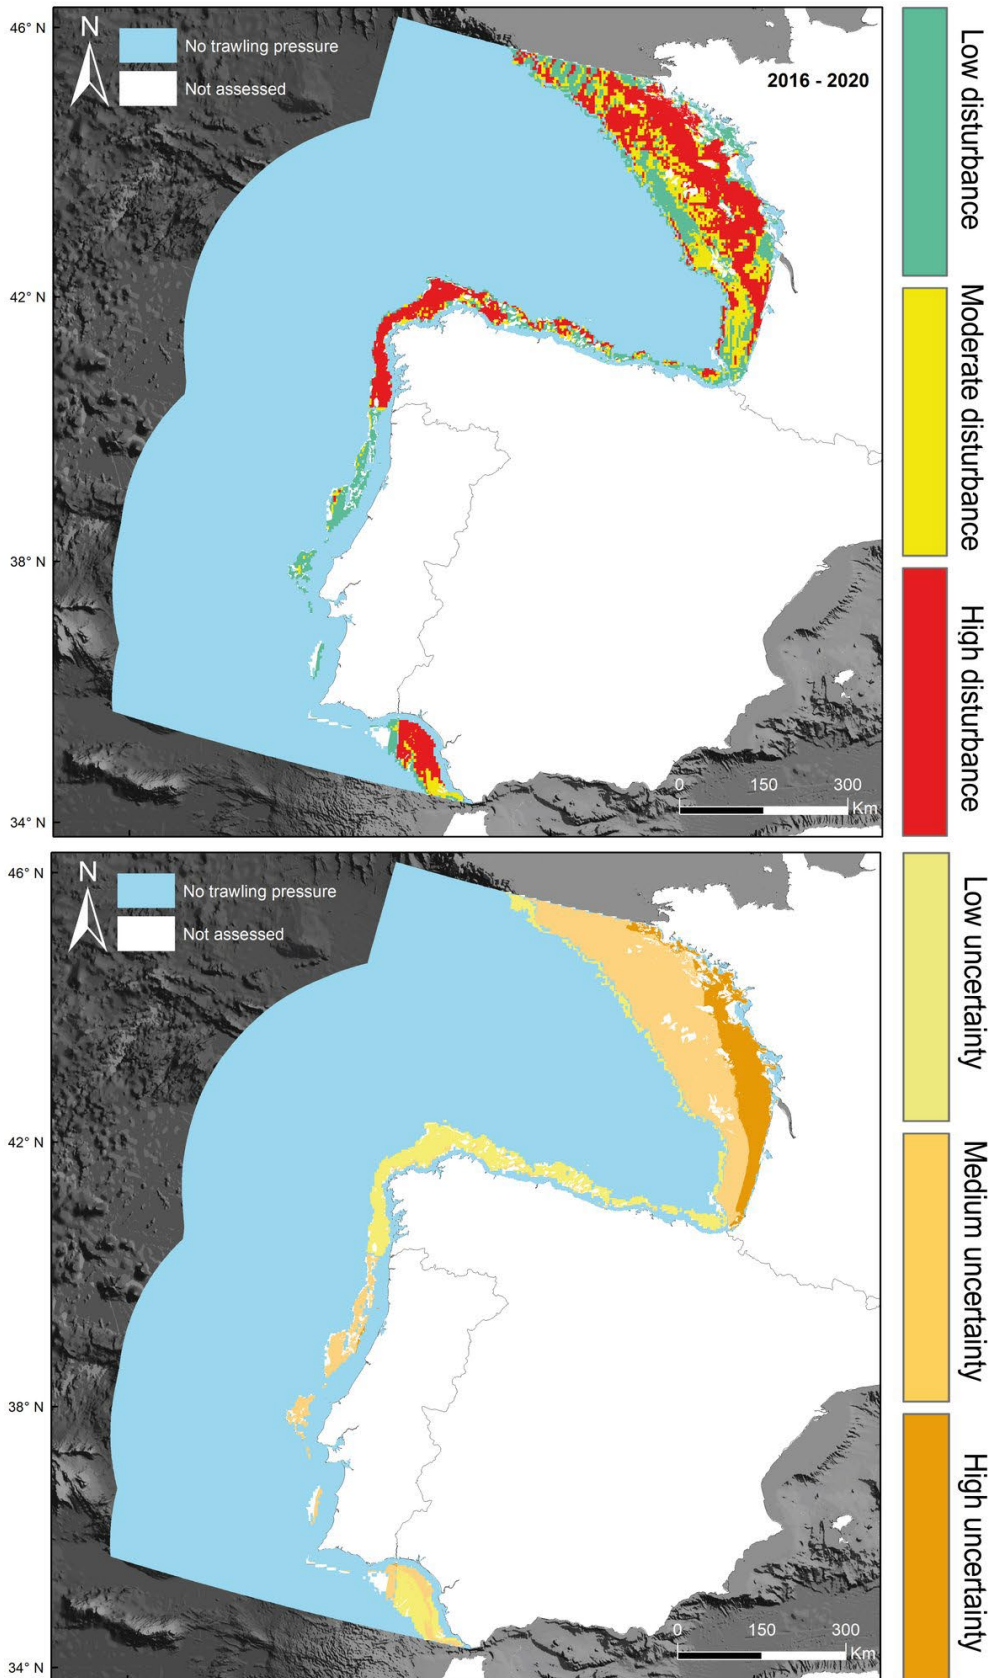 46° N
N
No trawling pressure
Not assessed
2016 - 2020
42° N
38° N
34° N
0 150 300
Km
Low disturbance
Moderate disturbance
High disturbance
46° N
N
No trawling pressure
Not assessed
42° N
38° N
34° N
0 150 300
Km
Low uncertainty
Medium uncertainty
High uncertainty